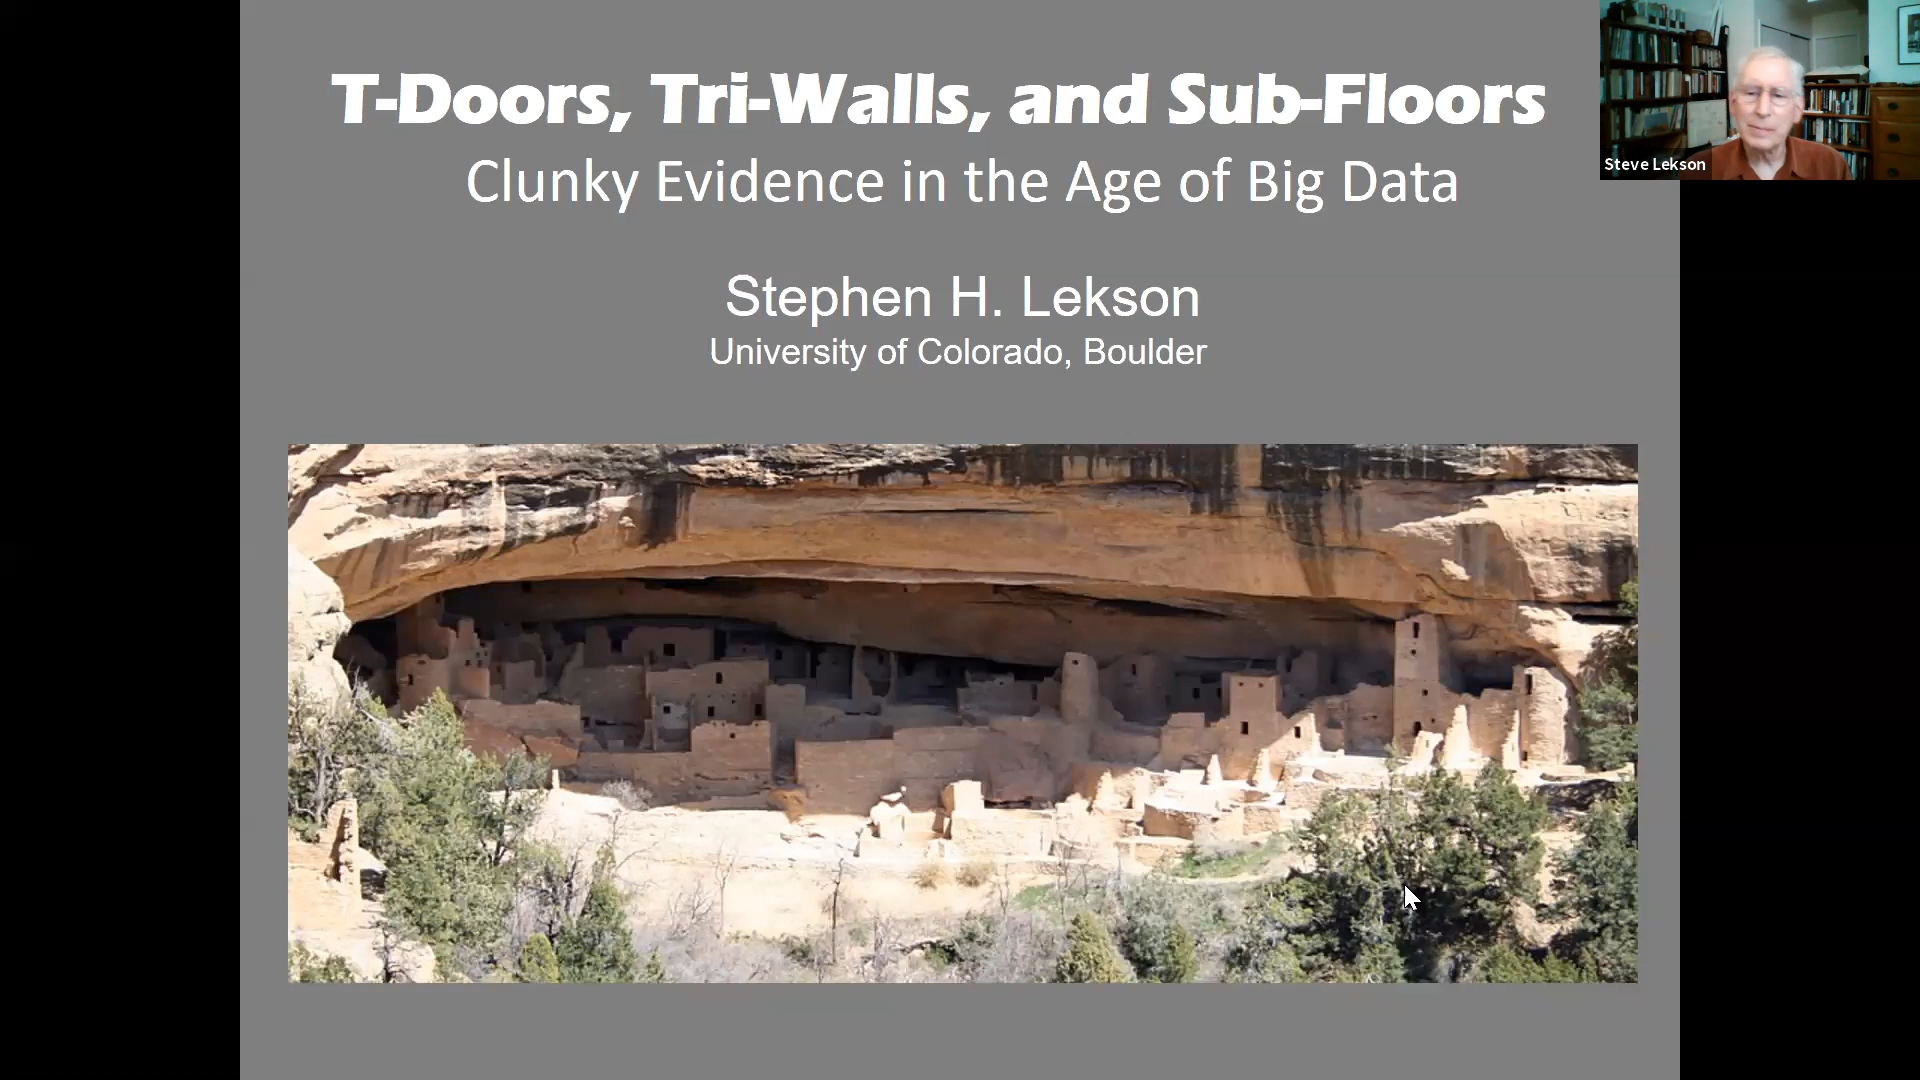 T-Doors, Tri-Walls, and Sub-Floors
Clunky Evidence in the Age of Big Data
Stephen H. Lekson
University of Colorado, Boulder
Steve Lekson